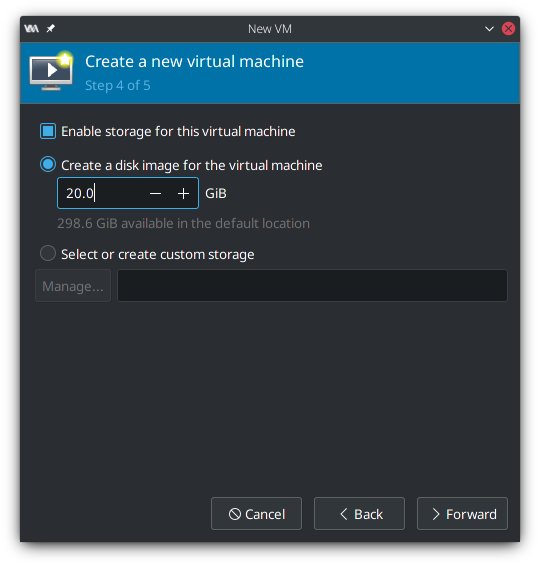 New VM
Create a new virtual machine
Step 4 of 5
Enable storage for this virtual machine
Create a disk image for the virtual machine
20.0 GiB
298.6 GiB available in the default location
Select or create custom storage
Manage...
Cancel Back Forward